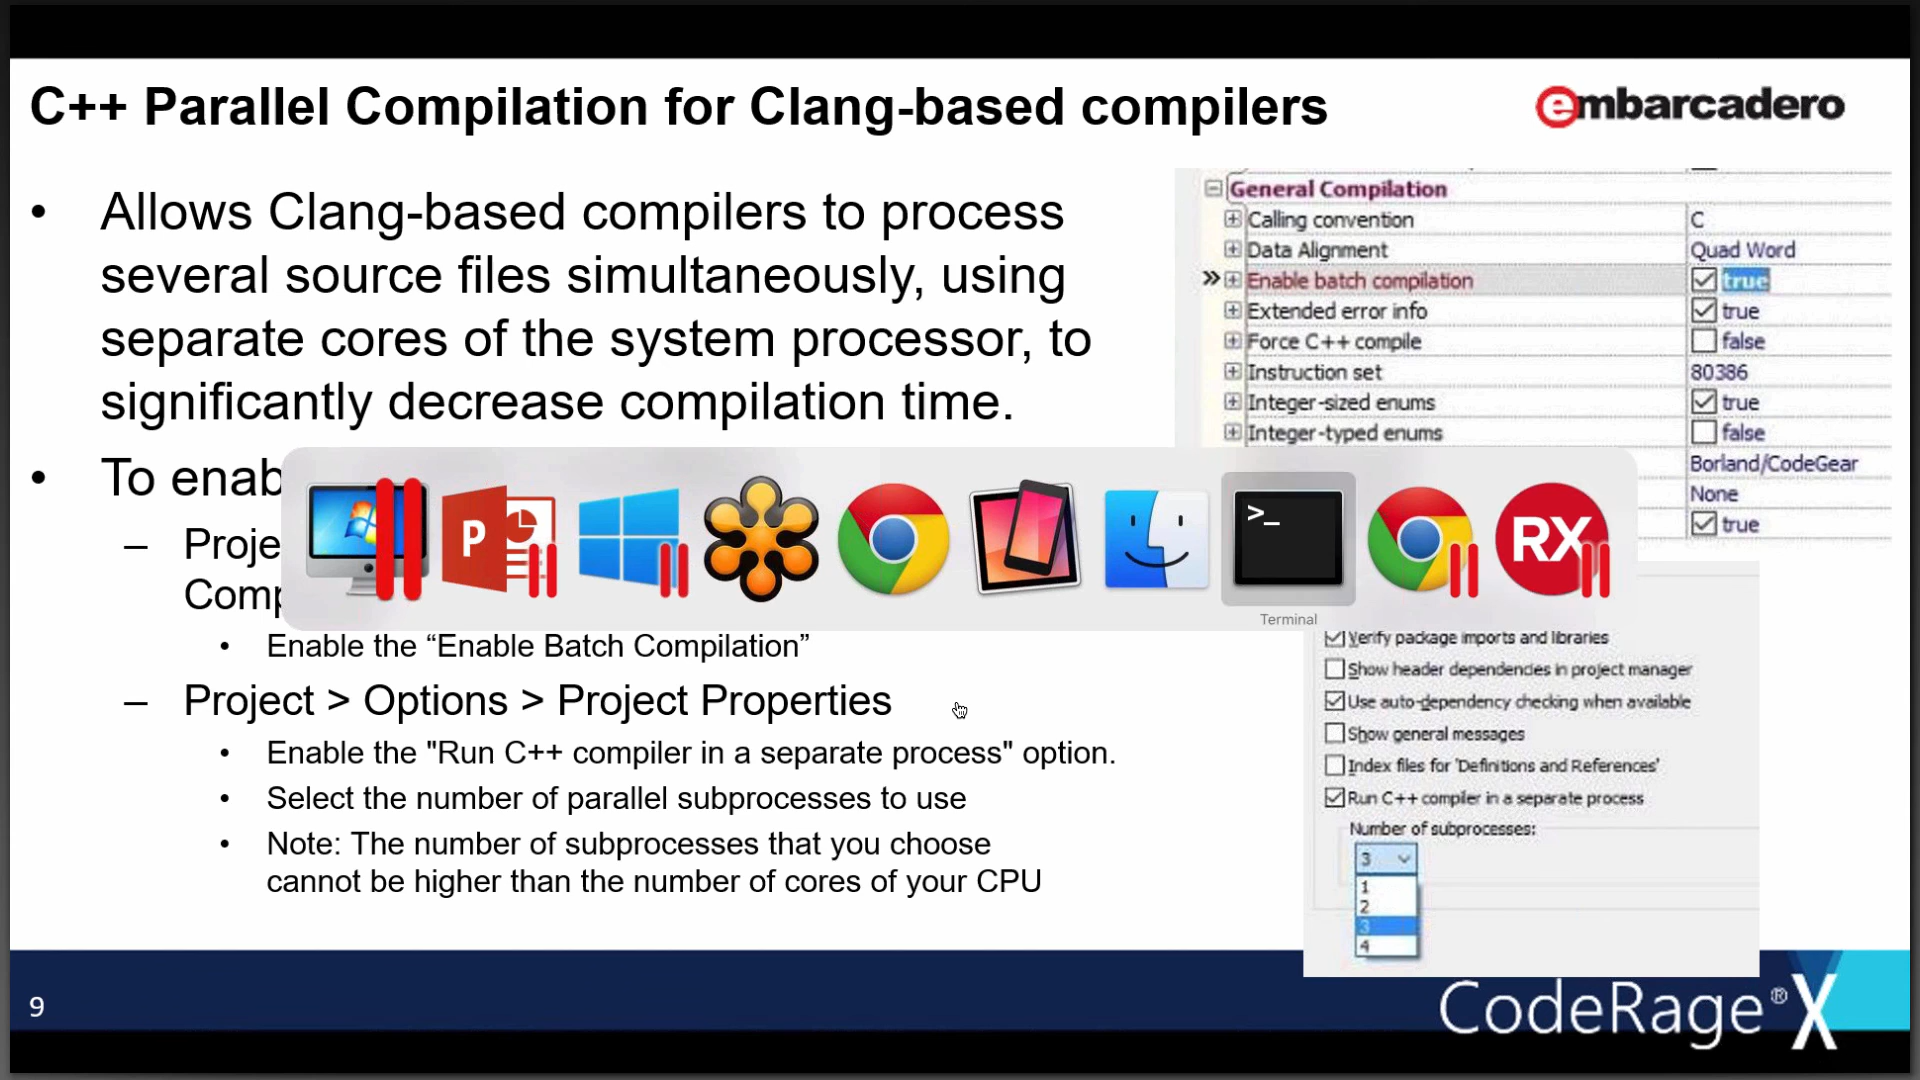 C++ Parallel Compilation for Clang-based compilers
embarcadero
• Allows Clang-based compilers to process
several source files simultaneously, using
separate cores of the system processor, to
significantly decrease compilation time.
• To enab
– Proje
Comp
• Enable the “Enable Batch Compilation”
– Project > Options > Project Properties
• Enable the "Run C++ compiler in a separate process" option.
• Select the number of parallel subprocesses to use
• Note: The number of subprocesses that you choose
cannot be higher than the number of cores of your CPU
General Compilation
Calling convention C
Data Alignment Quad Word
Enable batch compilation true
Extended error info true
Force C++ compile false
Instruction set 80386
Integer-sized enums true
Integer-typed enums false
Borland/CodeGear
None
true
P
>_
RX
Terminal
Verify package imports and libraries
Show header dependencies in project manager
Use auto-dependency checking when available
Show general messages
Index files for 'Definitions and References'
Run C++ compiler in a separate process
Number of subprocesses:
3
1
2
3
4
9
CodeRage® X